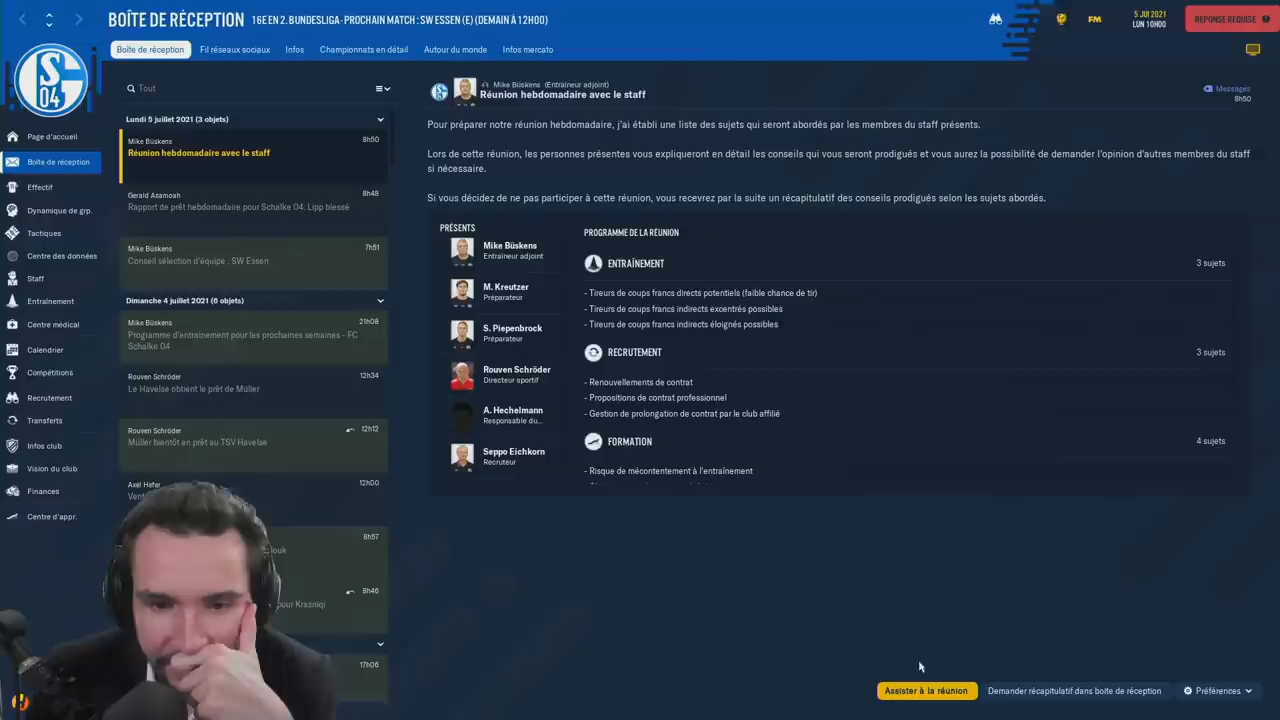 BOÎTE DE RÉCEPTION
16E EN 2. BUNDESLIGA· PROCHAIN MATCH : SW ESSEN (E) (DEMAIN À 12H00)
FM
5 JUI 2021
LUN 10H00
RÉPONSE REQUISE
Boîte de réception
Fil réseaux sociaux
Infos
Championnats en détail
Autour du monde
Infos mercato
S
04
Page d'accueil
Boîte de réception
Effectif
Dynamique de grp.
Tactiques
Centre des données
Staff
Entraînement
Centre médical
Calendrier
Compétitions
Recrutement
Transferts
Infos club
Vision du club
Finances
Centre d'appr.
Tout
Lundi 5 juillet 2021 (3 objets)
Mike Büskens 8h50
Réunion hebdomadaire avec le staff
Gerald Asamoah 8h48
Rapport de prêt hebdomadaire pour Schalke 04: Lipp blessé
Mike Büskens 7h51
Conseil sélection d'équipe : SW Essen
Dimanche 4 juillet 2021 (6 objets)
Mike Büskens 21h08
Programme d'entraînement pour les prochaines semaines - FC
Schalke 04
Rouven Schröder 12h34
Le Havelse obtient le prêt de Müller
Rouven Schröder 12h12
Müller bientôt en prêt au TSV Havelse
Axel Hefer 12h00
8h57
8h46
pour Krasniqi
17h06
Mike Büskens (Entraîneur adjoint)
Réunion hebdomadaire avec le staff
Messages
8h50
Pour préparer notre réunion hebdomadaire, j'ai établi une liste des sujets qui seront abordés par les membres du staff présents.
Lors de cette réunion, les personnes présentes vous expliqueront en détail les conseils qui vous seront prodigués et vous aurez la possibilité de demander l'opinion d'autres membres du staff
si nécessaire.
Si vous décidez de ne pas participer à cette réunion, vous recevrez par la suite un récapitulatif des conseils prodigués selon les sujets abordés.
PRÉSENTS
Mike Büskens
Entraîneur adjoint
M. Kreutzer
Préparateur
S. Piepenbrock
Préparateur
Rouven Schröder
Directeur sportif
A. Hechelmann
Responsable du...
Seppo Eichkorn
Recruteur
PROGRAMME DE LA RÉUNION
ENTRAÎNEMENT 3 sujets
- Tireurs de coups francs directs potentiels (faible chance de tir)
- Tireurs de coups francs indirects excentrés possibles
- Tireurs de coups francs indirects éloignés possibles
RECRUTEMENT 3 sujets
- Renouvellements de contrat
- Propositions de contrat professionnel
- Gestion de prolongation de contrat par le club affilié
FORMATION 4 sujets
- Risque de mécontentement à l'entraînement
Assister à la réunion
Demander récapitulatif dans boîte de réception
Préférences